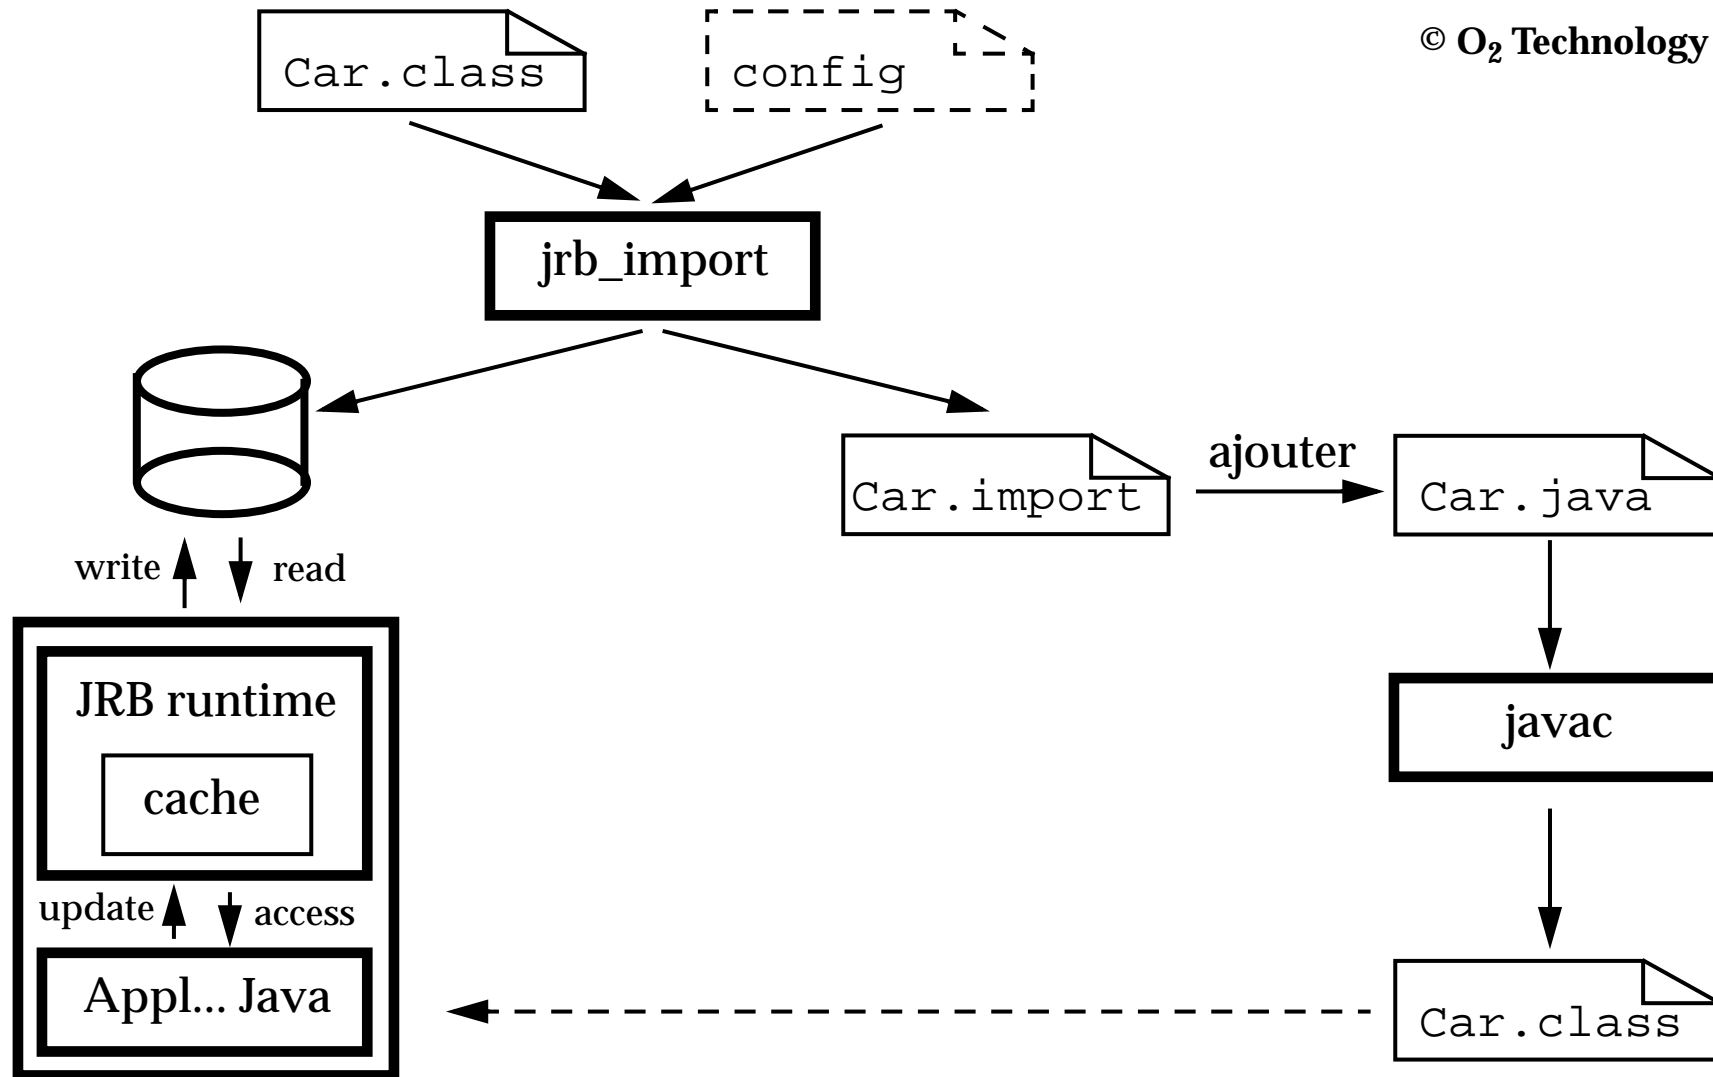 Car.class
config
© O₂ Technology
jrb_import
ajouter
Car.import
Car.java
write
read
JRB runtime
javac
cache
update
access
Appl... Java
Car.class